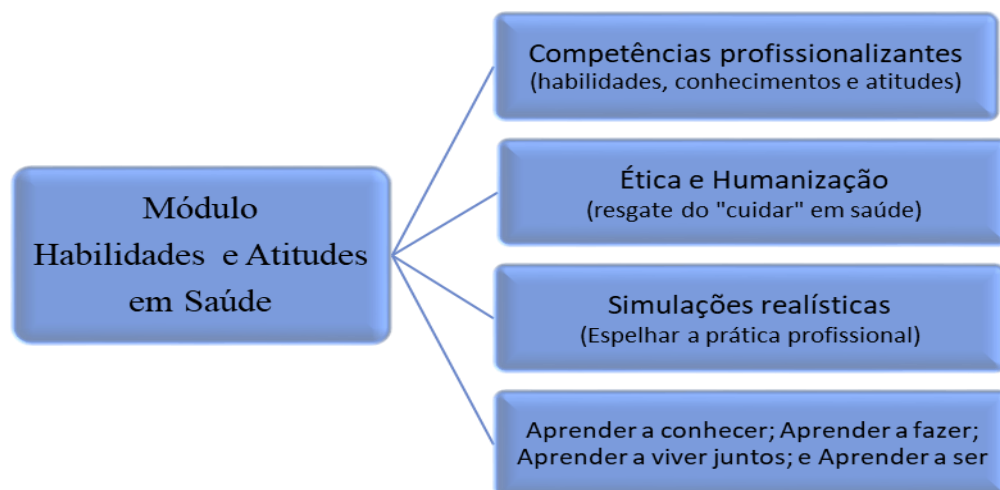 Módulo
Habilidades e Atitudes
em Saúde
Competências profissionalizantes
(habilidades, conhecimentos e atitudes)
Ética e Humanização
(resgate do "cuidar" em saúde)
Simulações realísticas
(Espelhar a prática profissional)
Aprender a conhecer; Aprender a fazer;
Aprender a viver juntos; e Aprender a ser